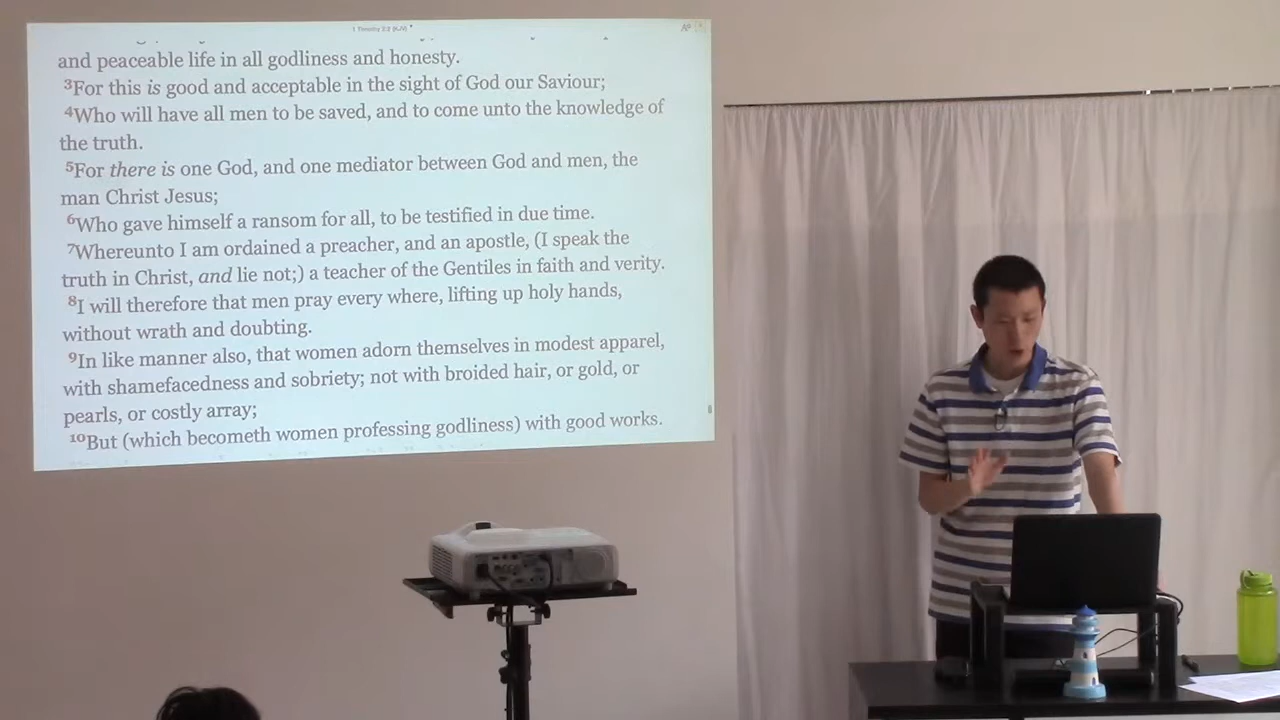 1 Timothy 2:2 (KJV)
and peaceable life in all godliness and honesty.
3For this is good and acceptable in the sight of God our Saviour;
4Who will have all men to be saved, and to come unto the knowledge of
the truth.
5For there is one God, and one mediator between God and men, the
man Christ Jesus;
6Who gave himself a ransom for all, to be testified in due time.
7Whereunto I am ordained a preacher, and an apostle, (I speak the
truth in Christ, and lie not;) a teacher of the Gentiles in faith and verity.
8I will therefore that men pray every where, lifting up holy hands,
without wrath and doubting.
9In like manner also, that women adorn themselves in modest apparel,
with shamefacedness and sobriety; not with broided hair, or gold, or
pearls, or costly array;
10But (which becometh women professing godliness) with good works.